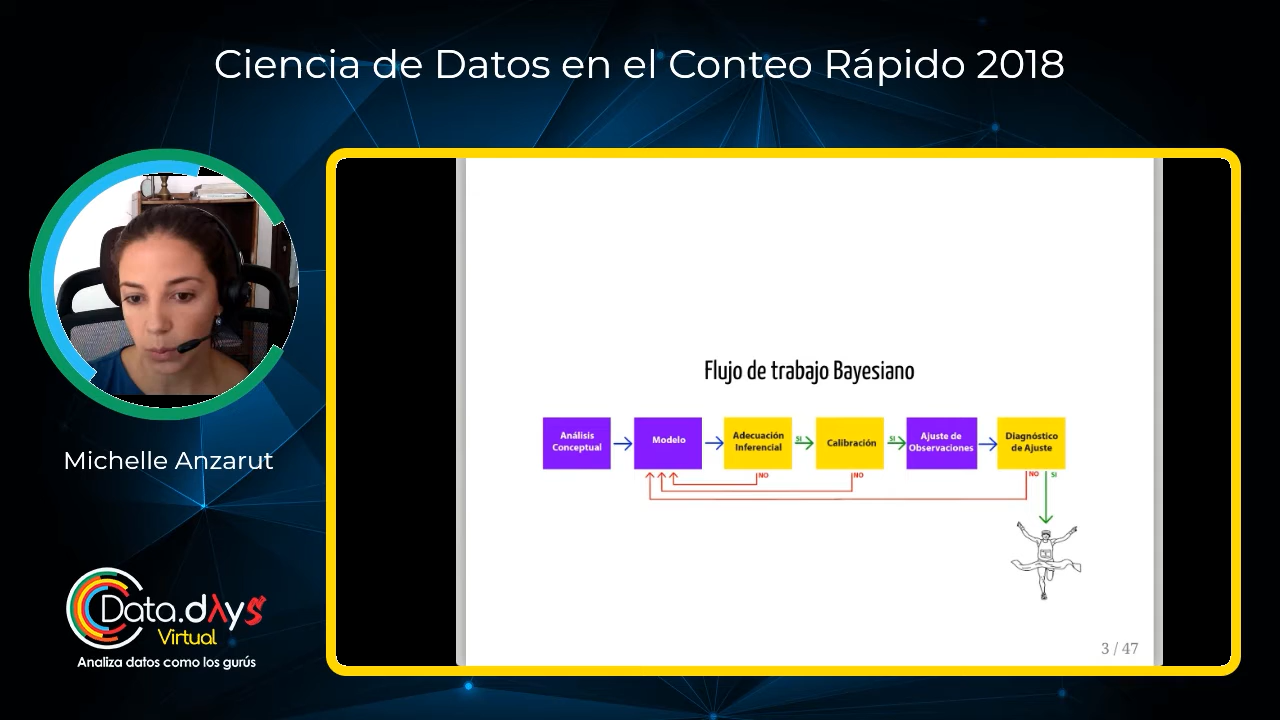 Ciencia de Datos en el Conteo Rápido 2018
Michelle Anzarut
Data.dλys
Virtual
Analiza datos como los gurús
Flujo de trabajo Bayesiano
Análisis
Conceptual
Modelo
Adecuación
Inferencial
SI
Calibración
SI
Ajuste de
Observaciones
Diagnóstico
de Ajuste
NO
NO
NO
SI
3 / 47